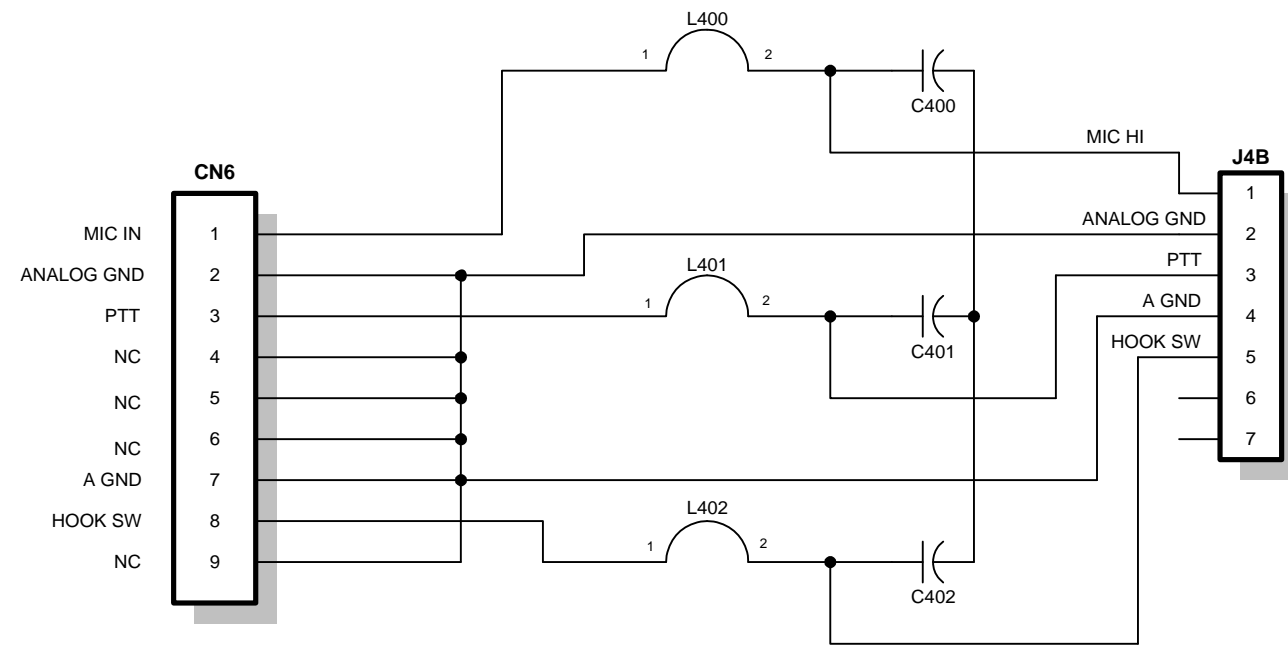 L400
1
2
C400
MIC HI
J4B
CN6
1
MIC IN
1
ANALOG GND
2
ANALOG GND
2
L401
PTT
3
PTT
3
1
2
A GND
4
NC
4
C401
HOOK SW
5
NC
5
6
NC
6
7
A GND
7
L402
HOOK SW
8
1
2
NC
9
C402